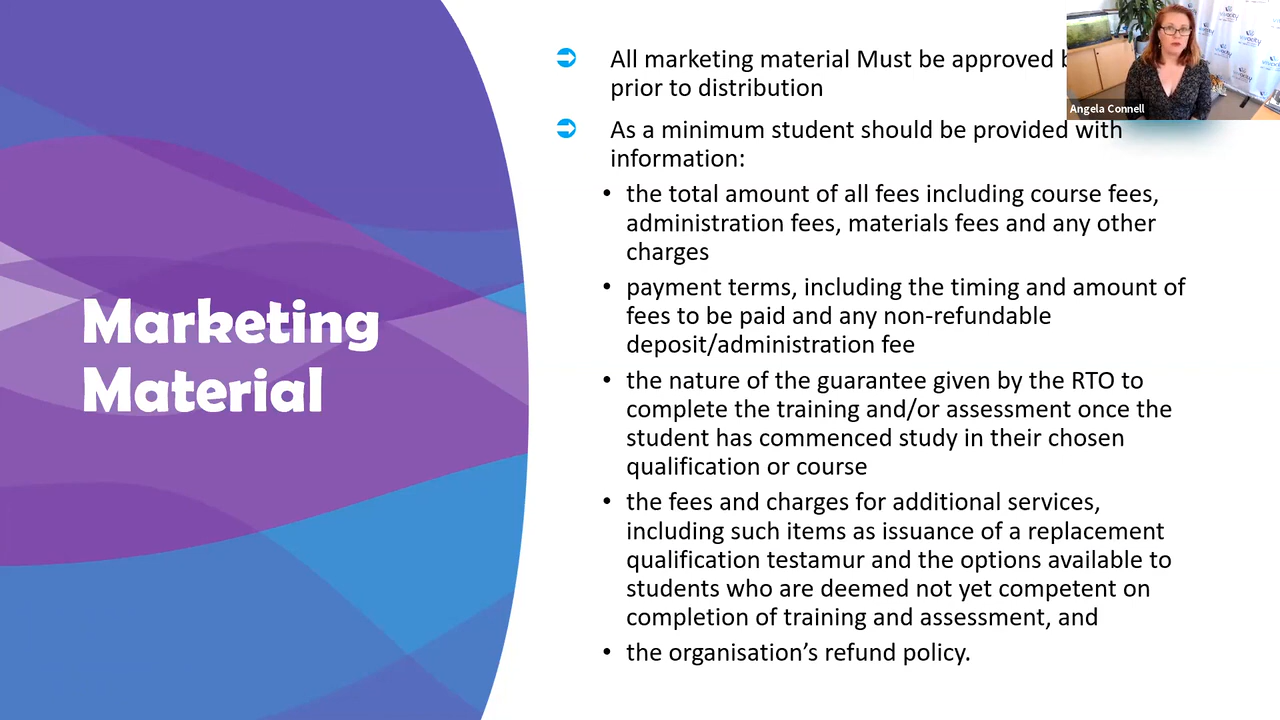 Marketing
Material
All marketing material Must be approved
prior to distribution
As a minimum student should be provided with
information:
• the total amount of all fees including course fees,
administration fees, materials fees and any other
charges
• payment terms, including the timing and amount of
fees to be paid and any non-refundable
deposit/administration fee
• the nature of the guarantee given by the RTO to
complete the training and/or assessment once the
student has commenced study in their chosen
qualification or course
• the fees and charges for additional services,
including such items as issuance of a replacement
qualification testamur and the options available to
students who are deemed not yet competent on
completion of training and assessment, and
• the organisation’s refund policy.
Angela Connell